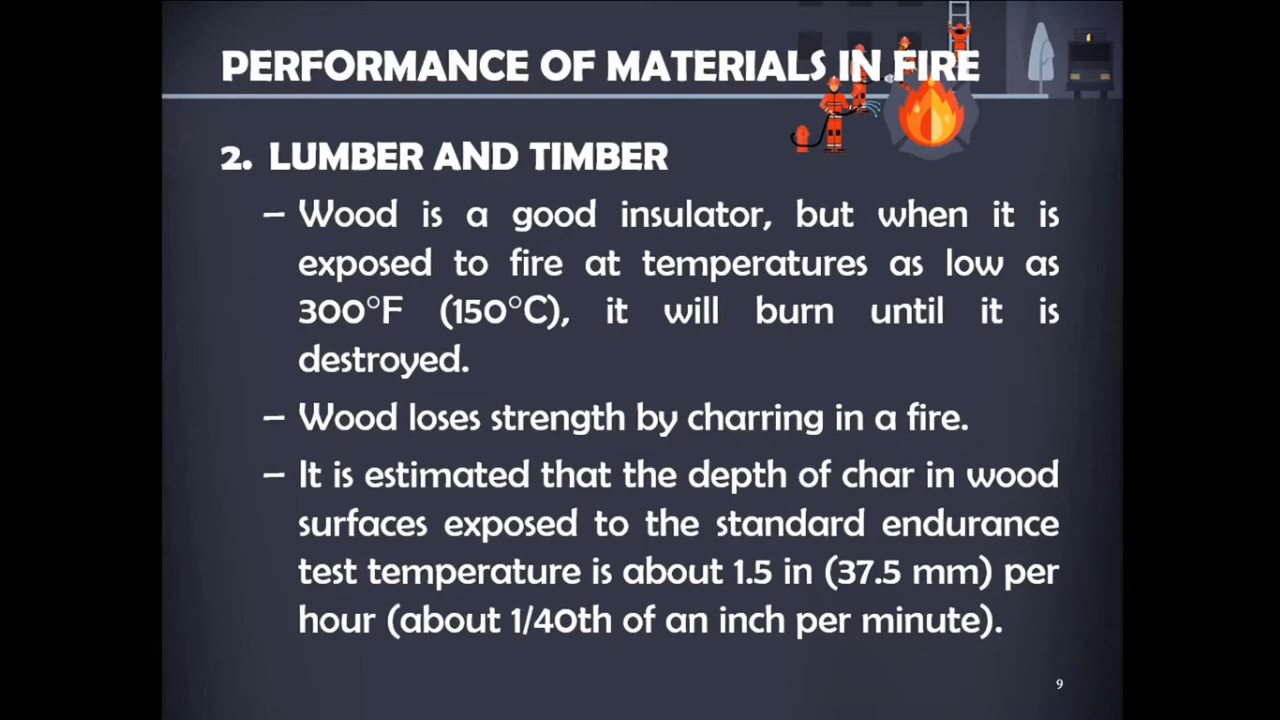 PERFORMANCE OF MATERIALS IN FIRE
2. LUMBER AND TIMBER
– Wood is a good insulator, but when it is
exposed to fire at temperatures as low as
300°F (150°C), it will burn until it is
destroyed.
– Wood loses strength by charring in a fire.
– It is estimated that the depth of char in wood
surfaces exposed to the standard endurance
test temperature is about 1.5 in (37.5 mm) per
hour (about 1/40th of an inch per minute).
9